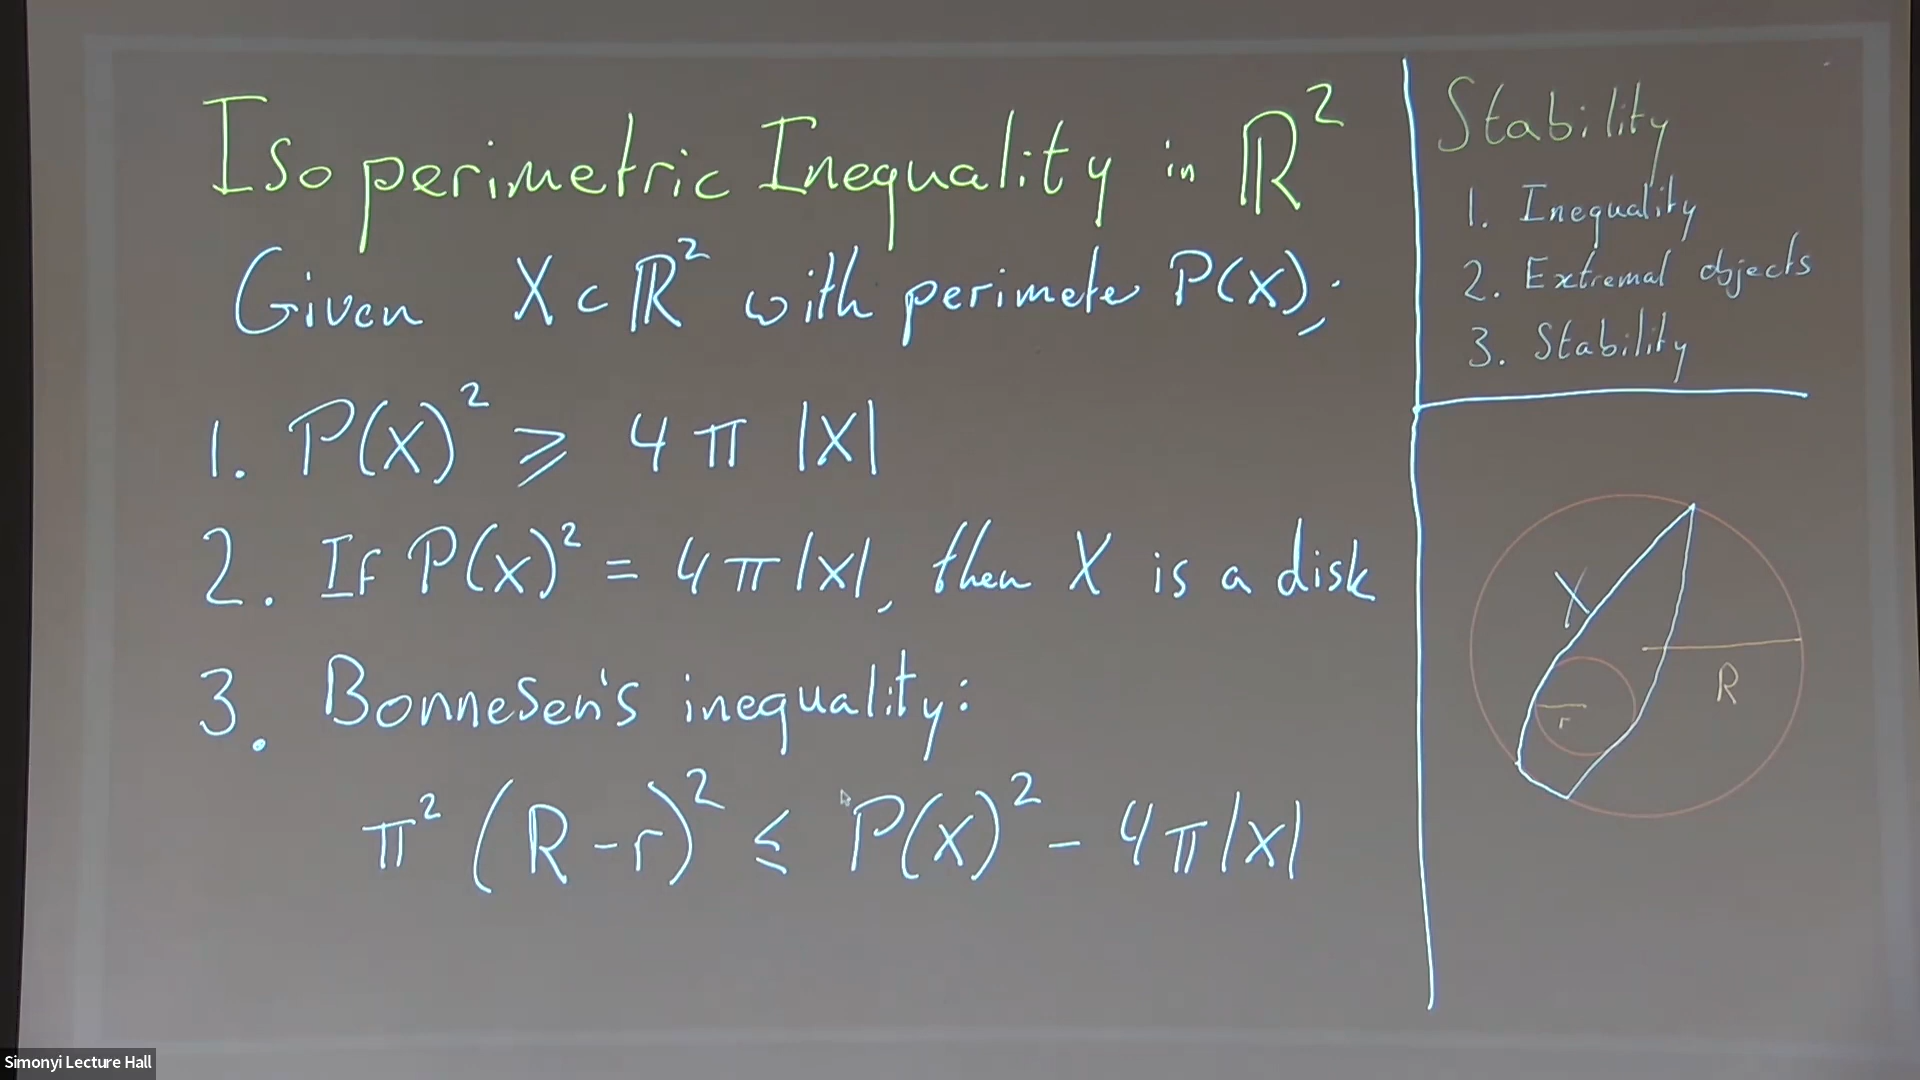 Isoperimetric Inequality in ℝ²
Given X ⊂ ℝ² with perimeter P(X);
1. P(X)² ⩾ 4π |X|
2. If P(X)² = 4π|X|, then X is a disk
3. Bonnesen's inequality:
π² (R-r)² ≤ P(X)² - 4π|X|
Stability
1. Inequality
2. Extremal objects
3. Stability
X
R
r
Simonyi Lecture Hall